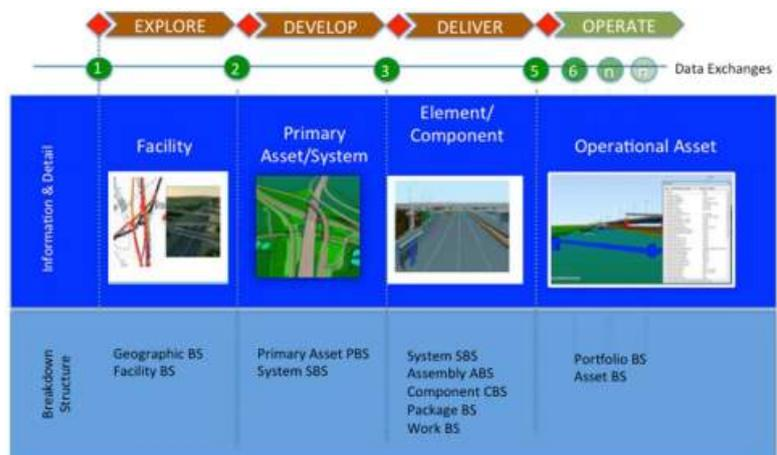 EXPLORE
DEVELOP
DELIVER
OPERATE
1
2
3
5
6
n
n
Data Exchanges
Information & Detail
Facility
Primary
Asset/System
Element/
Component
Operational Asset
Breakdown
Structure
Geographic BS
Facility BS
Primary Asset PBS
System SBS
System SBS
Assembly ABS
Component CBS
Package BS
Work BS
Portfolio BS
Asset BS